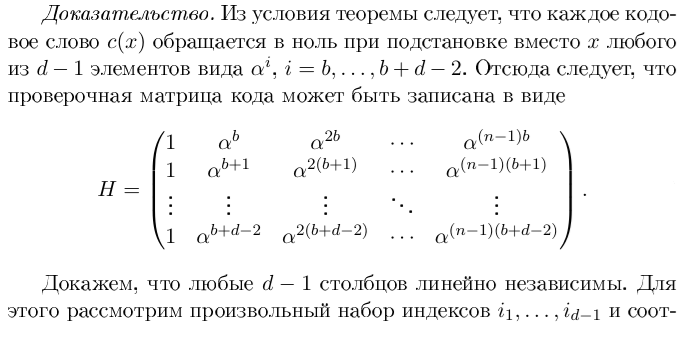 Доказательство. Из условия теоремы следует, что каждое кодо-
вое слово c(x) обращается в ноль при подстановке вместо x любого
из d − 1 элементов вида α^i, i = b, . . . , b + d − 2. Отсюда следует, что
проверочная матрица кода может быть записана в виде
H = ( 1 α^b α^{2b} ⋯ α^{(n−1)b}
1 α^{b+1} α^{2(b+1)} ⋯ α^{(n−1)(b+1)}
⋮ ⋮ ⋮ ⋱ ⋮
1 α^{b+d−2} α^{2(b+d−2)} ⋯ α^{(n−1)(b+d−2)} ) .
Докажем, что любые d − 1 столбцов линейно независимы. Для
этого рассмотрим произвольный набор индексов i_1, . . . , i_{d−1} и соот-